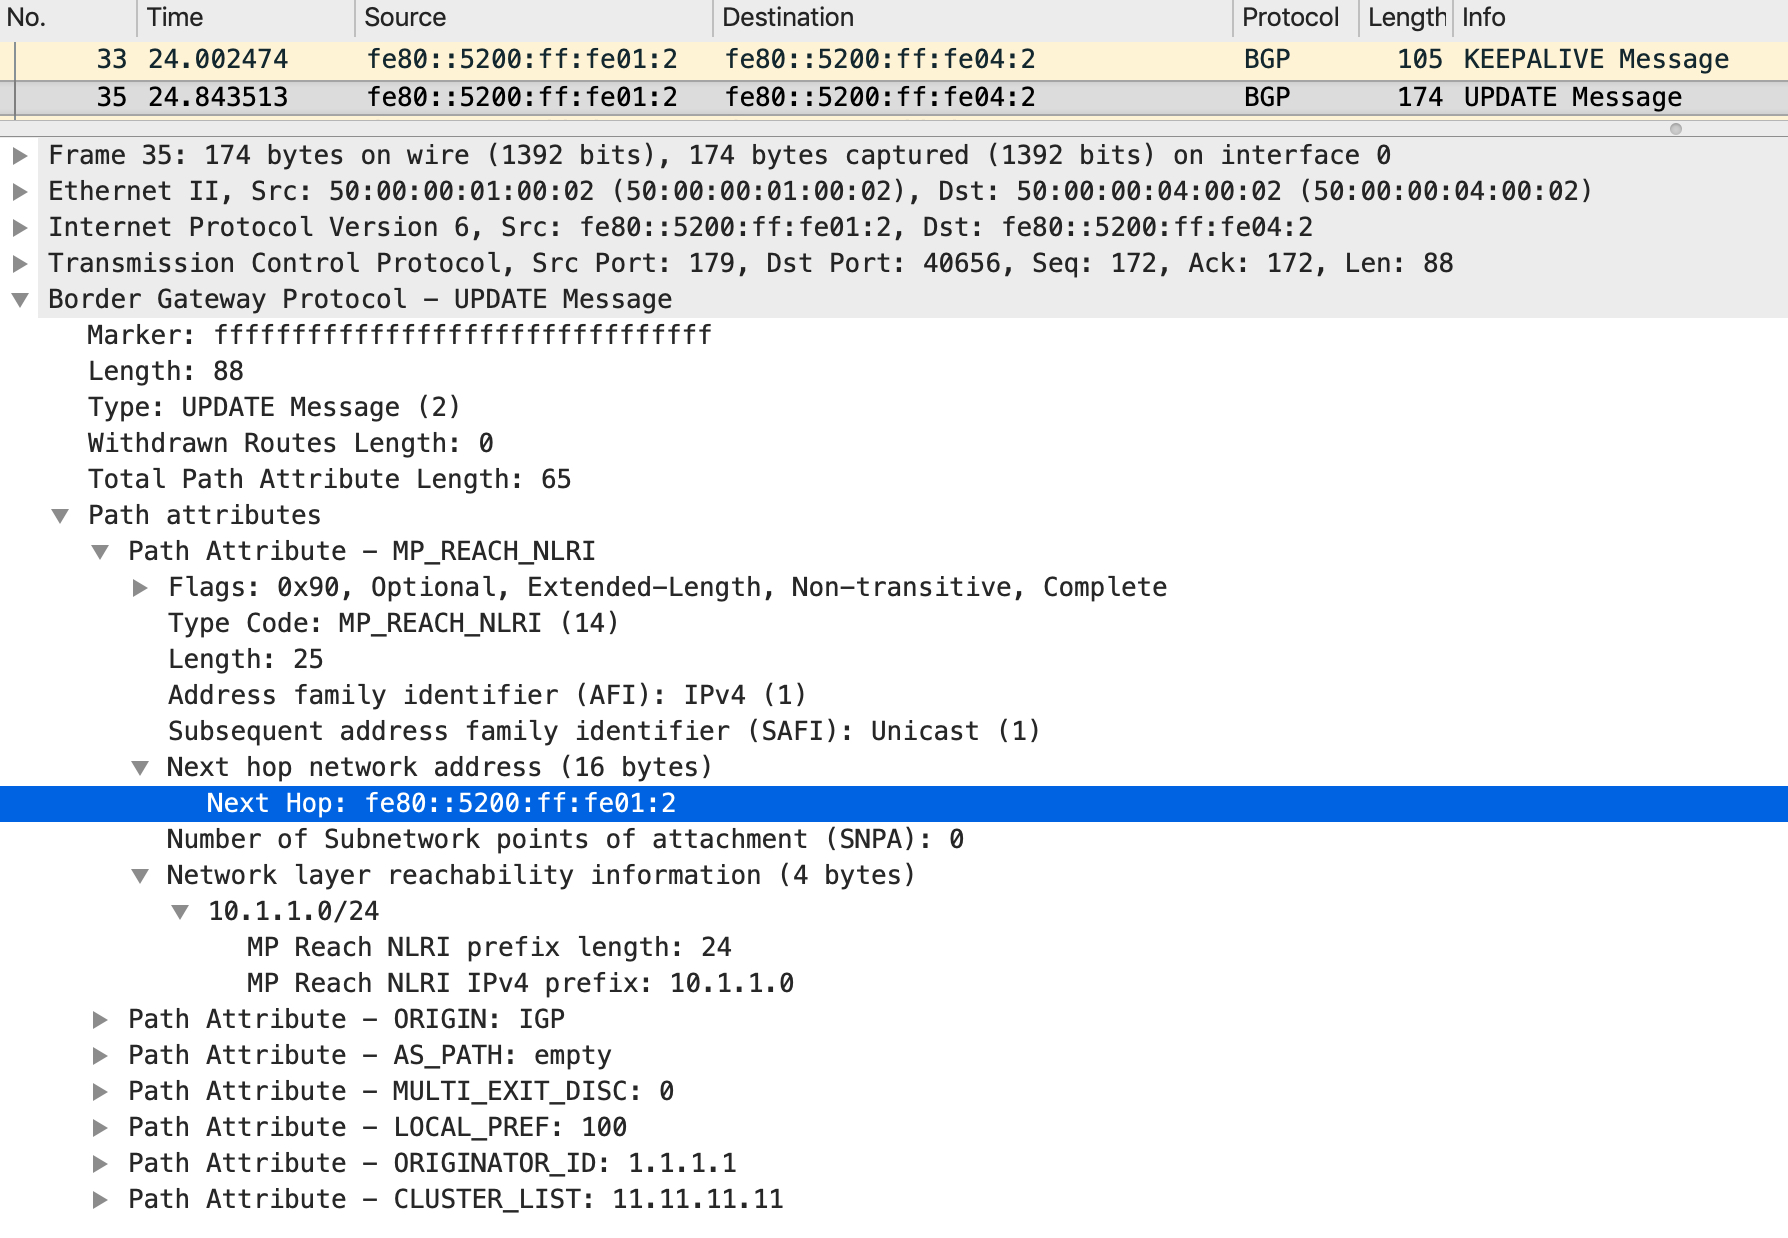 No. Time Source Destination Protocol Length Info
33 24.002474 fe80::5200:ff:fe01:2 fe80::5200:ff:fe04:2 BGP 105 KEEPALIVE Message
35 24.843513 fe80::5200:ff:fe01:2 fe80::5200:ff:fe04:2 BGP 174 UPDATE Message
Frame 35: 174 bytes on wire (1392 bits), 174 bytes captured (1392 bits) on interface 0
Ethernet II, Src: 50:00:00:01:00:02 (50:00:00:01:00:02), Dst: 50:00:00:04:00:02 (50:00:00:04:00:02)
Internet Protocol Version 6, Src: fe80::5200:ff:fe01:2, Dst: fe80::5200:ff:fe04:2
Transmission Control Protocol, Src Port: 179, Dst Port: 40656, Seq: 172, Ack: 172, Len: 88
Border Gateway Protocol – UPDATE Message
Marker: ffffffffffffffffffffffffffffffff
Length: 88
Type: UPDATE Message (2)
Withdrawn Routes Length: 0
Total Path Attribute Length: 65
Path attributes
Path Attribute – MP_REACH_NLRI
Flags: 0x90, Optional, Extended–Length, Non–transitive, Complete
Type Code: MP_REACH_NLRI (14)
Length: 25
Address family identifier (AFI): IPv4 (1)
Subsequent address family identifier (SAFI): Unicast (1)
Next hop network address (16 bytes)
Next Hop: fe80::5200:ff:fe01:2
Number of Subnetwork points of attachment (SNPA): 0
Network layer reachability information (4 bytes)
10.1.1.0/24
MP Reach NLRI prefix length: 24
MP Reach NLRI IPv4 prefix: 10.1.1.0
Path Attribute – ORIGIN: IGP
Path Attribute – AS_PATH: empty
Path Attribute – MULTI_EXIT_DISC: 0
Path Attribute – LOCAL_PREF: 100
Path Attribute – ORIGINATOR_ID: 1.1.1.1
Path Attribute – CLUSTER_LIST: 11.11.11.11